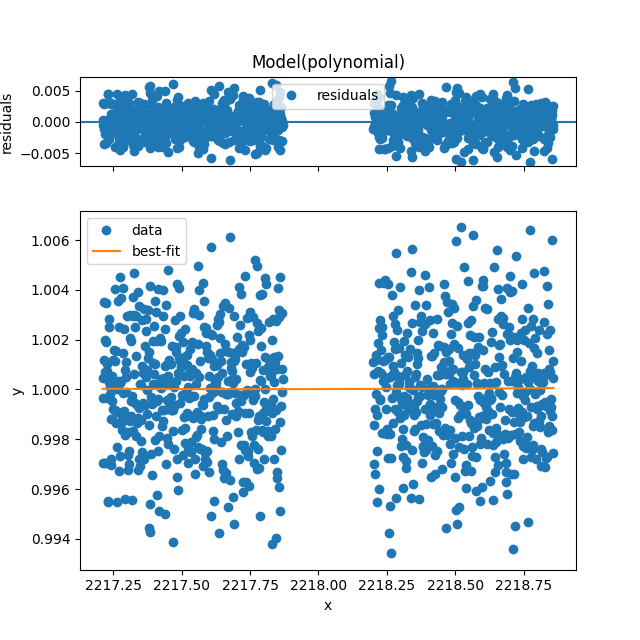 Model(polynomial)
residuals
0.005
0.000
−0.005
residuals
y
1.006
1.004
1.002
1.000
0.998
0.996
0.994
data
best-fit
2217.25 2217.50 2217.75 2218.00 2218.25 2218.50 2218.75
x